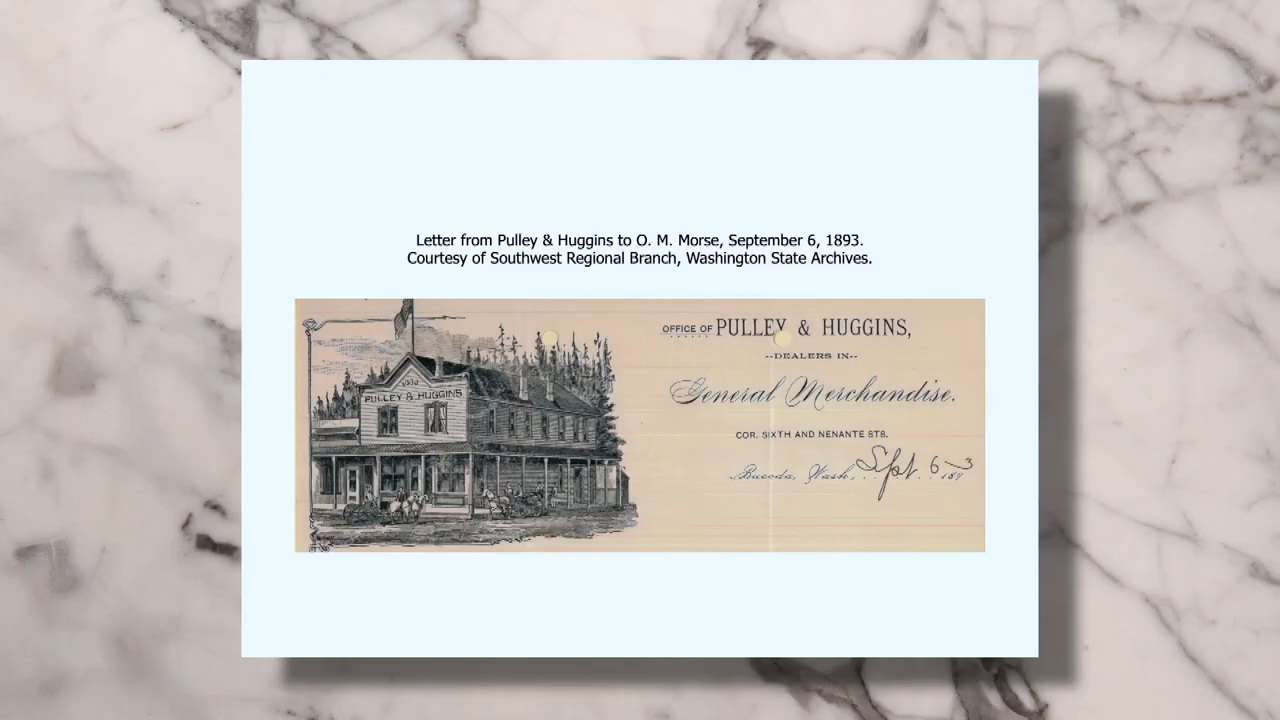 Letter from Pulley & Huggins to O. M. Morse, September 6, 1893.
Courtesy of Southwest Regional Branch, Washington State Archives.
PULLEY & HUGGINS
OFFICE OF PULLEY & HUGGINS,
--DEALERS IN--
General Merchandise.
COR. SIXTH AND NENANTE STS.
Bucoda, Wash., Sept. 6 - 3